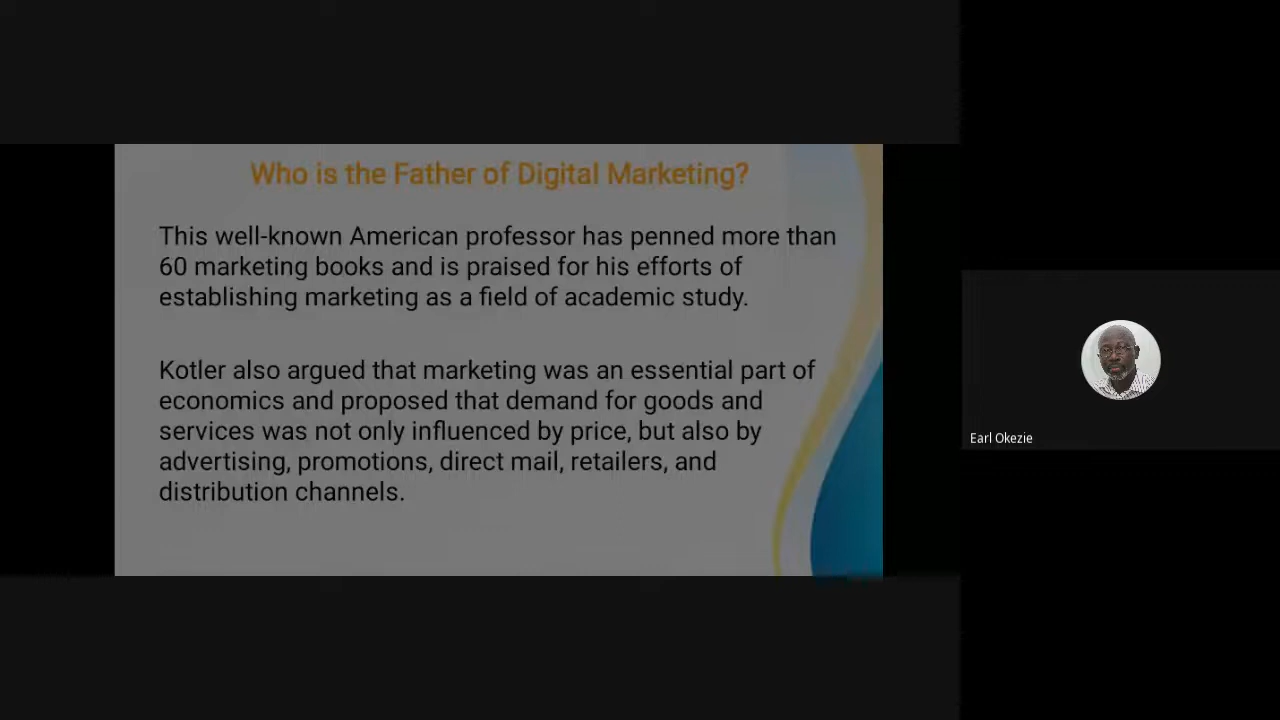 Who is the Father of Digital Marketing?
This well-known American professor has penned more than
60 marketing books and is praised for his efforts of
establishing marketing as a field of academic study.
Kotler also argued that marketing was an essential part of
economics and proposed that demand for goods and
services was not only influenced by price, but also by
advertising, promotions, direct mail, retailers, and
distribution channels.
Earl Okezie